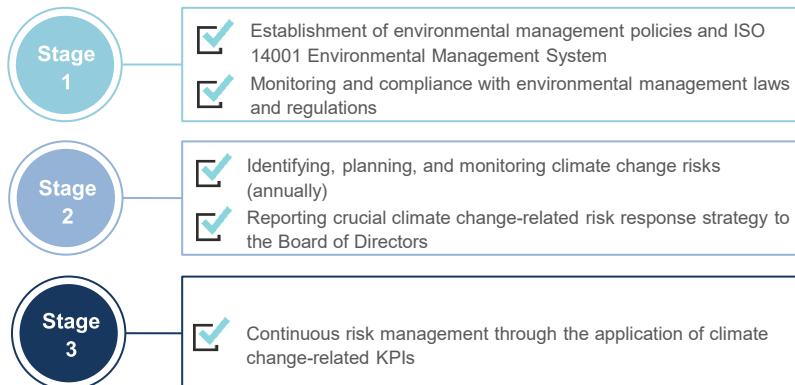 Stage
1
Establishment of environmental management policies and ISO
14001 Environmental Management System
Monitoring and compliance with environmental management laws
and regulations
Stage
2
Identifying, planning, and monitoring climate change risks
(annually)
Reporting crucial climate change-related risk response strategy to
the Board of Directors
Stage
3
Continuous risk management through the application of climate
change-related KPIs